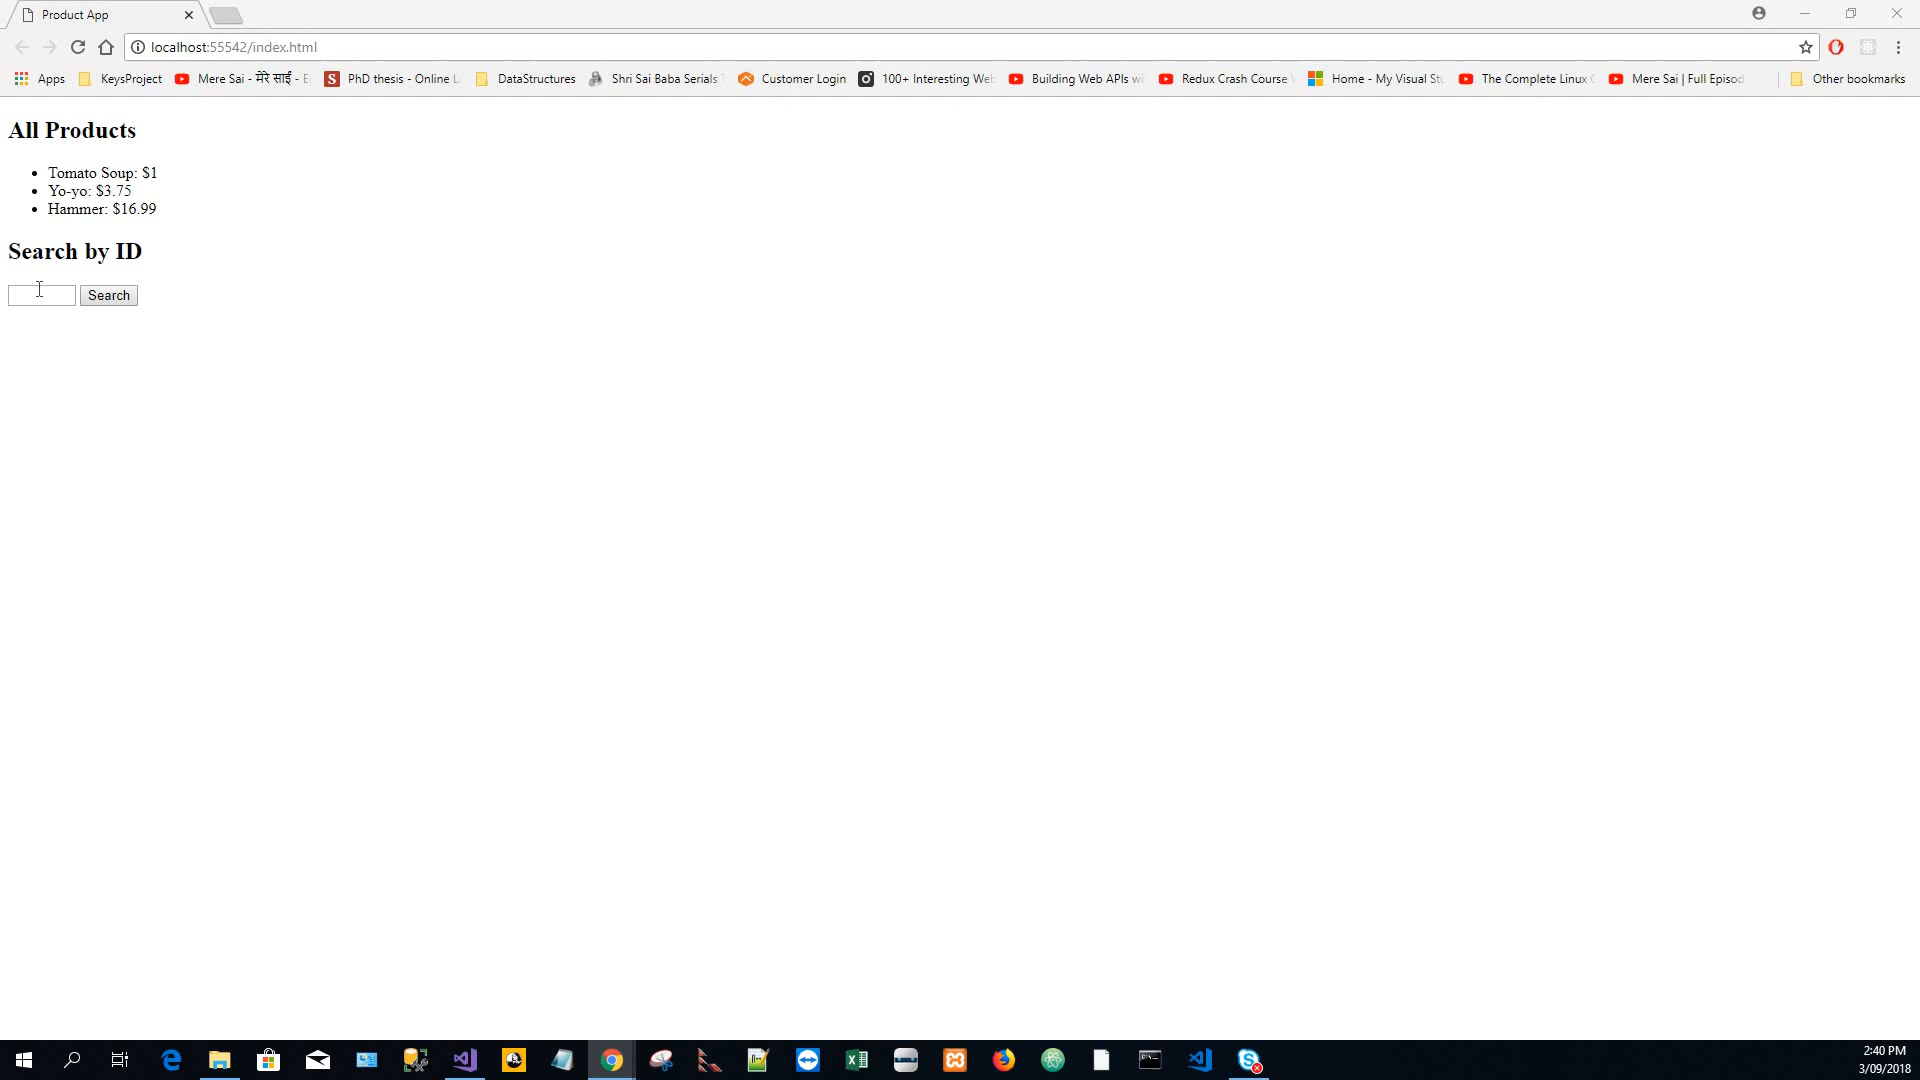 Product App
localhost:55542/index.html
Apps KeysProject Mere Sai - मेरे साईं - E PhD thesis - Online L DataStructures Shri Sai Baba Serials Customer Login 100+ Interesting We Building Web APIs wi Redux Crash Course Home - My Visual Stu The Complete Linux Mere Sai | Full Episod Other bookmarks
All Products
• Tomato Soup: $1
• Yo-yo: $3.75
• Hammer: $16.99
Search by ID
Search
2:40 PM
3/09/2018